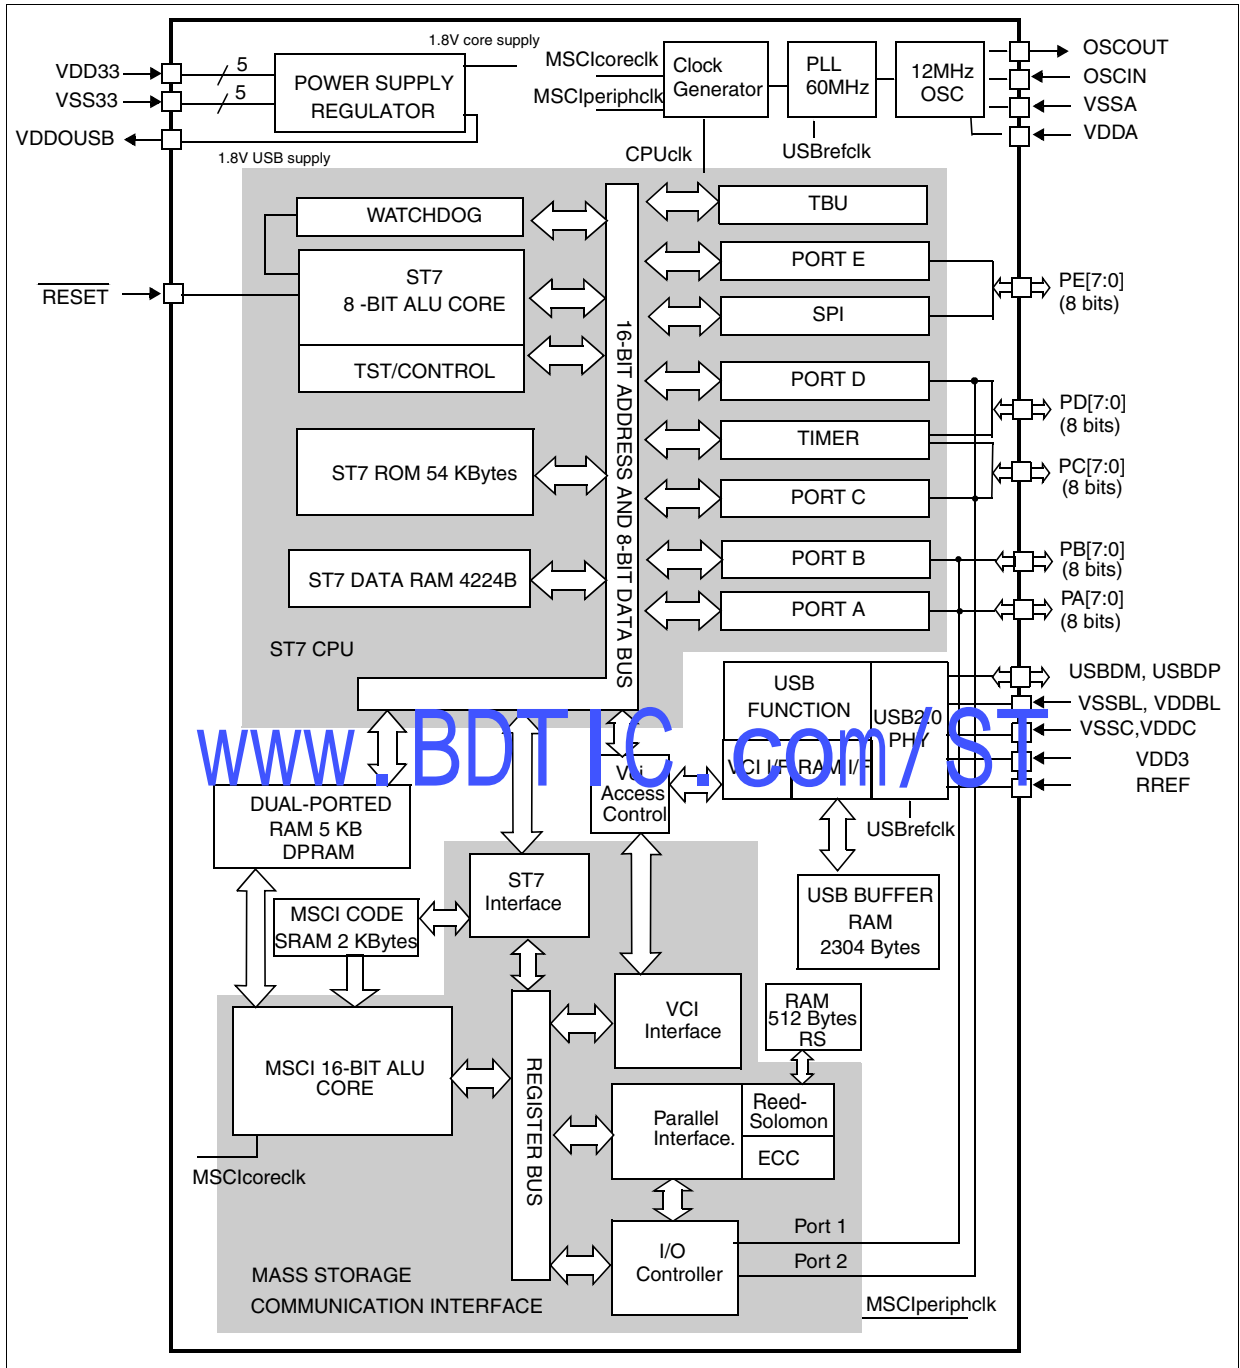 1.8V core supply
VDD33
5
VSS33
5
VDDOUSB
POWER SUPPLY
REGULATOR
1.8V USB supply
MSCIcoreclk
MSCIperiphclk
Clock
Generator
PLL
60MHz
12MHz
OSC
OSCOUT
OSCIN
VSSA
VDDA
CPUclk
USBrefclk
WATCHDOG
ST7
8 -BIT ALU CORE
TST/CONTROL
RESET
ST7 ROM 54 KBytes
ST7 DATA RAM 4224B
ST7 CPU
16-BIT ADDRESS AND 8-BIT DATA BUS
TBU
PORT E
SPI
PORT D
TIMER
PORT C
PORT B
PORT A
PE[7:0]
(8 bits)
PD[7:0]
(8 bits)
PC[7:0]
(8 bits)
PB[7:0]
(8 bits)
PA[7:0]
(8 bits)
USB
FUNCTION
USB2.0
PHY
VCI I/F
RAM I/F
USBDM, USBDP
VSSBL, VDDBL
VSSC,VDDC
VDD3
RREF
www.BDTIC.com/ST
Vci
Access
Control
USBrefclk
DUAL-PORTED
RAM 5 KB
DPRAM
ST7
Interface
MSCI CODE
SRAM 2 KBytes
USB BUFFER
RAM
2304 Bytes
VCI
Interface
RAM
512 Bytes
RS
MSCI 16-BIT ALU
CORE
REGISTER BUS
Parallel
Interface.
Reed-
Solomon
ECC
MSCIcoreclk
I/O
Controller
Port 1
Port 2
MASS STORAGE
COMMUNICATION INTERFACE
MSCIperiphclk